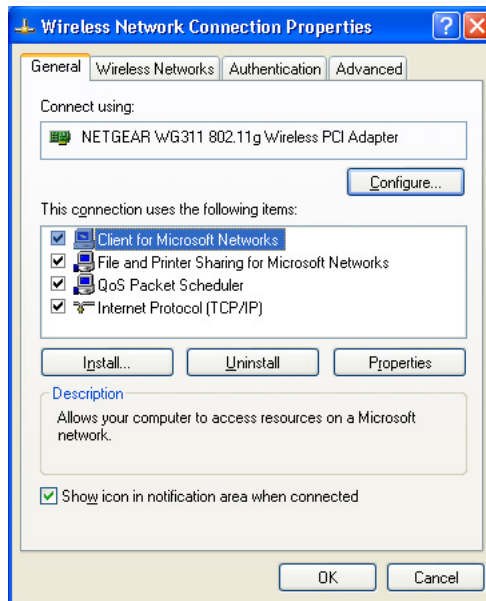 Wireless Network Connection Properties
General Wireless Networks Authentication Advanced
Connect using:
NETGEAR WG311 802.11g Wireless PCI Adapter
Configure...
This connection uses the following items:
Client for Microsoft Networks
File and Printer Sharing for Microsoft Networks
QoS Packet Scheduler
Internet Protocol (TCP/IP)
Install... Uninstall Properties
Description
Allows your computer to access resources on a Microsoft
network.
Show icon in notification area when connected
OK Cancel